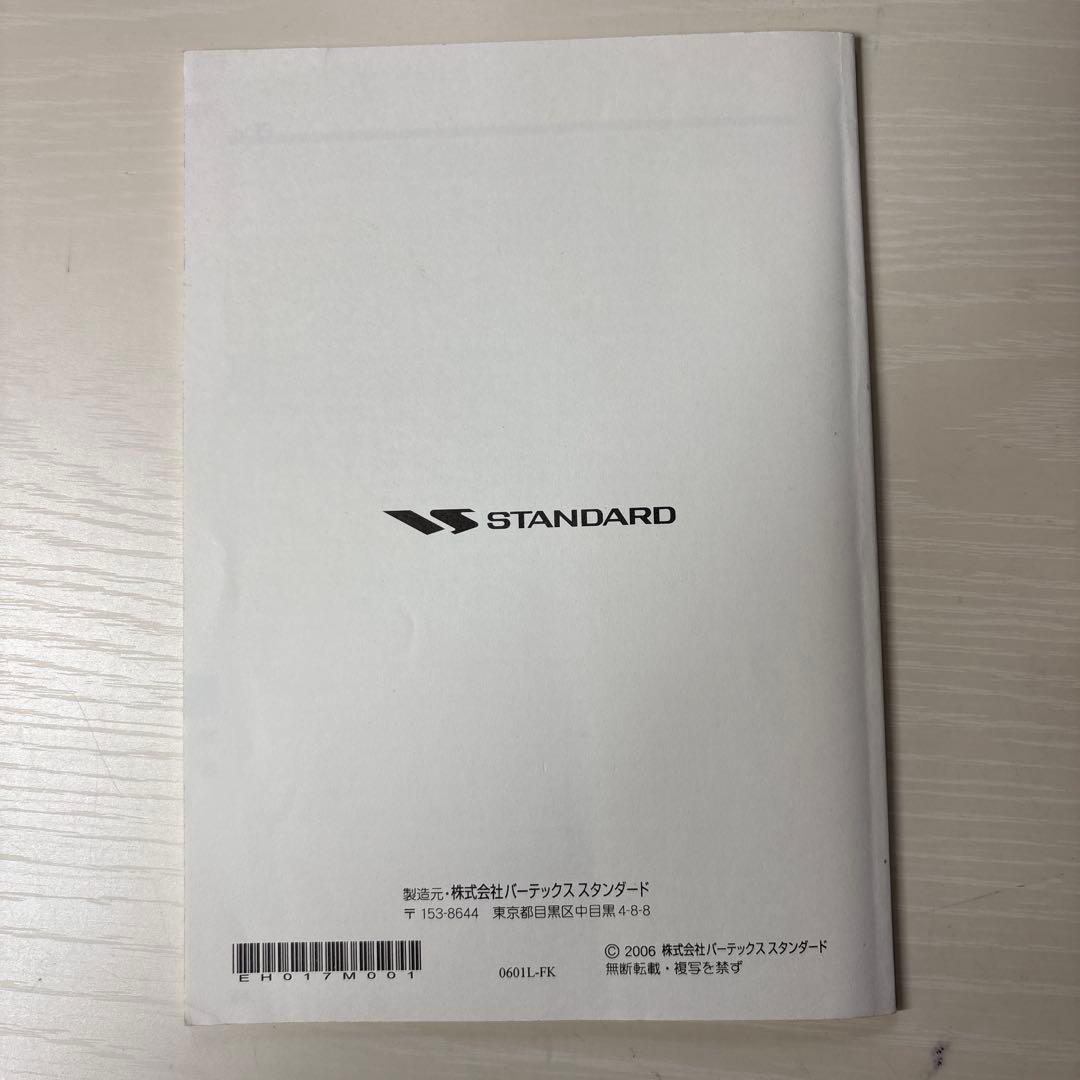 VS STANDARD
製造元・株式会社バーテックス スタンダード
〒 153-8644 東京都目黒区中目黒 4-8-8
EH017M001
0601L-FK
© 2006 株式会社バーテックス スタンダード
無断転載・複写を禁ず